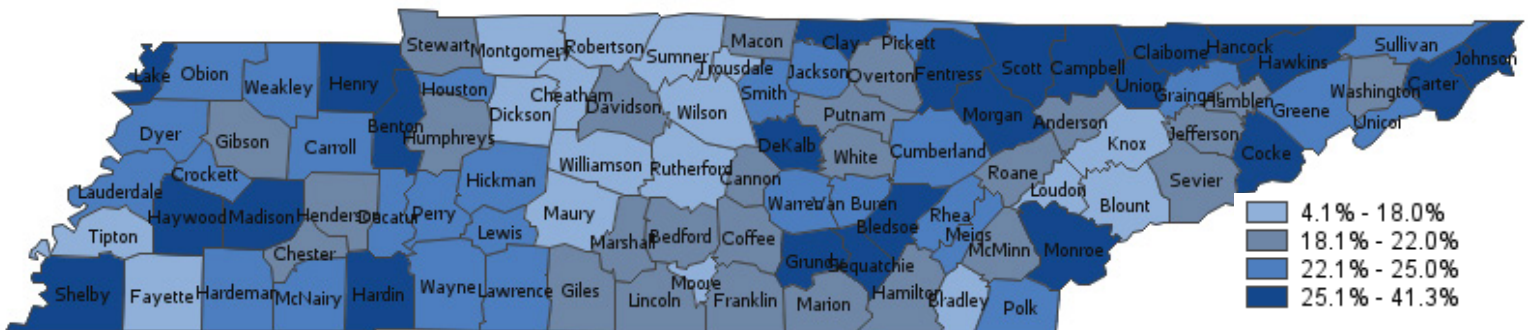 Stewart
Montgomery
Robertson
Sumner
Macon
Clay
Pickett
Claiborne
Hancock
Sullivan
Johnson
Lake
Obion
Weakley
Henry
Houston
Cheatham
Davidson
Trousdale
Smith
Jackson
Overton
Fentress
Scott
Campbell
Union
Hawkins
Grainger
Hamblen
Greene
Washington
Carter
Unicol
Dyer
Gibson
Carroll
Benton
Humphreys
Dickson
Wilson
DeKalb
Putnam
White
Cumberland
Morgan
Anderson
Knox
Jefferson
Cocke
Lauderdale
Crockett
Haywood
Madison
Henderson
Decatur
Perry
Hickman
Lewis
Williamson
Maury
Rutherford
Cannon
Warren
Van Buren
Bledsoe
Rhea
Meigs
Roane
Loudon
Blount
Sevier
Tipton
Chester
Marshall
Bedford
Coffee
Grundy
Sequatchie
McMinn
Monroe
Shelby
Fayette
Hardeman
McNairy
Hardin
Wayne
Lawrence
Giles
Lincoln
Moore
Franklin
Marion
Hamilton
Bradley
Polk
4.1% - 18.0%
18.1% - 22.0%
22.1% - 25.0%
25.1% - 41.3%